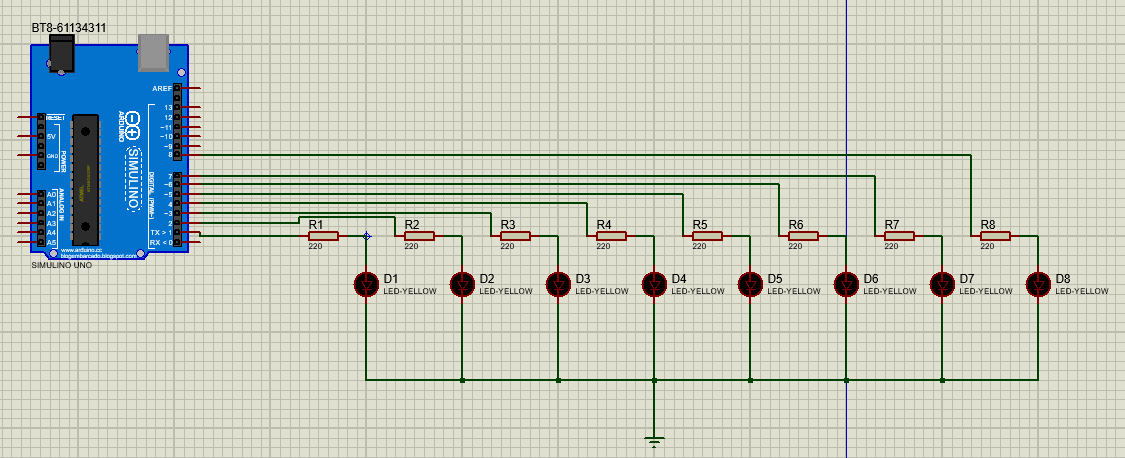 BT8-61134311
AREF
13
12
~11
~10
~9
8
7
~6
~5
4
~3
2
TX > 1
RX < 0
RESET
5V
GND
POWER
A0
A1
A2
A3
A4
A5
ANALOG IN
ARDUINO
SIMULINO
DIGITAL (PWM~)
www.arduino.cc
blogembarcado.blogspot.com
SIMULINO UNO
R1
220
R2
220
R3
220
R4
220
R5
220
R6
220
R7
220
R8
220
D1
LED-YELLOW
D2
LED-YELLOW
D3
LED-YELLOW
D4
LED-YELLOW
D5
LED-YELLOW
D6
LED-YELLOW
D7
LED-YELLOW
D8
LED-YELLOW